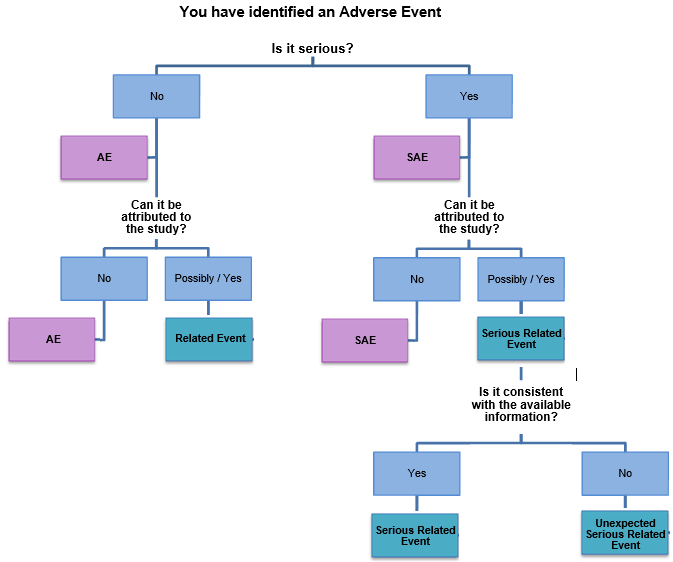 You have identified an Adverse Event
Is it serious?
No
Yes
AE
SAE
Can it be
attributed to
the study?
Can it be
attributed to
the study?
No
Possibly / Yes
No
Possibly / Yes
AE
Related Event
SAE
Serious Related
Event
Is it consistent
with the available
information?
Yes
No
Serious Related
Event
Unexpected
Serious Related
Event